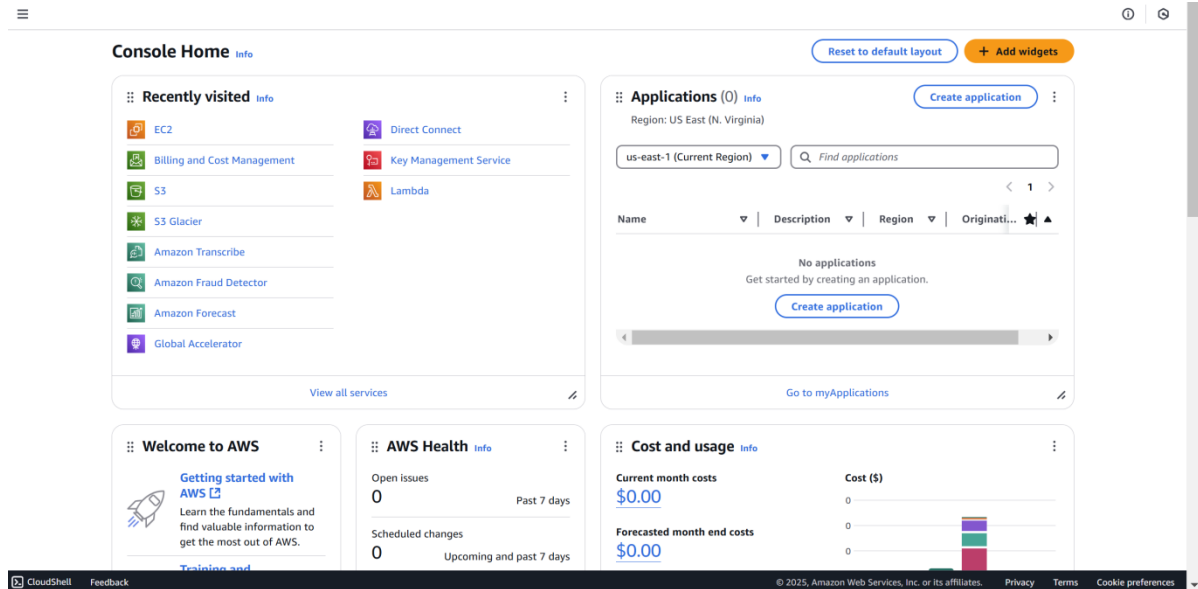 Console Home Info
Reset to default layout
+ Add widgets
Recently visited Info
EC2
Billing and Cost Management
S3
S3 Glacier
Amazon Transcribe
Amazon Fraud Detector
Amazon Forecast
Global Accelerator
Direct Connect
Key Management Service
Lambda
View all services
Applications (0) Info
Create application
Region: US East (N. Virginia)
us-east-1 (Current Region)
Find applications
1
Name Description Region Originati...
No applications
Get started by creating an application.
Create application
Go to myApplications
Welcome to AWS
Getting started with
AWS
Learn the fundamentals and
find valuable information to
get the most out of AWS.
Training and
AWS Health Info
Open issues
0 Past 7 days
Scheduled changes
0 Upcoming and past 7 days
Cost and usage Info
Current month costs
$0.00
Forecasted month end costs
$0.00
Cost ($)
0
0
0
CloudShell Feedback
© 2025, Amazon Web Services, Inc. or its affiliates. Privacy Terms Cookie preferences